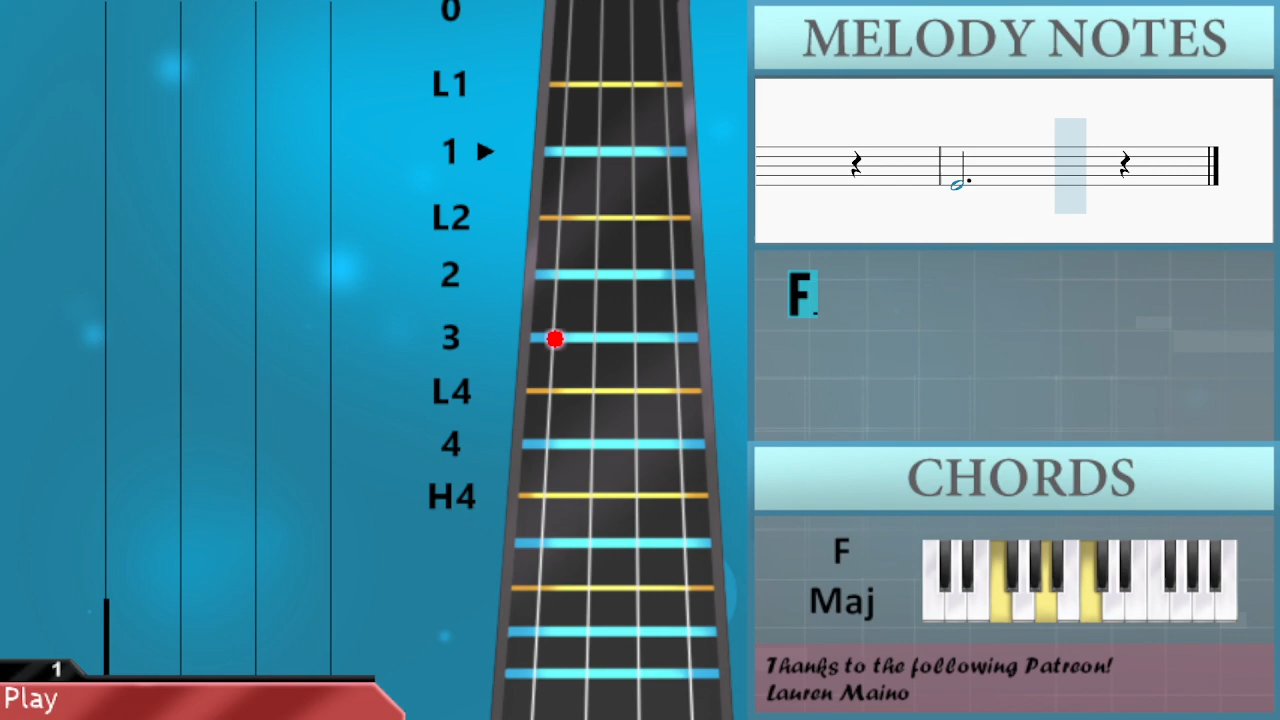 0
L1
1
L2
2
3
L4
4
H4
1
Play
MELODY NOTES
F
CHORDS
F
Maj
Thanks to the following Patreon!
Lauren Maino